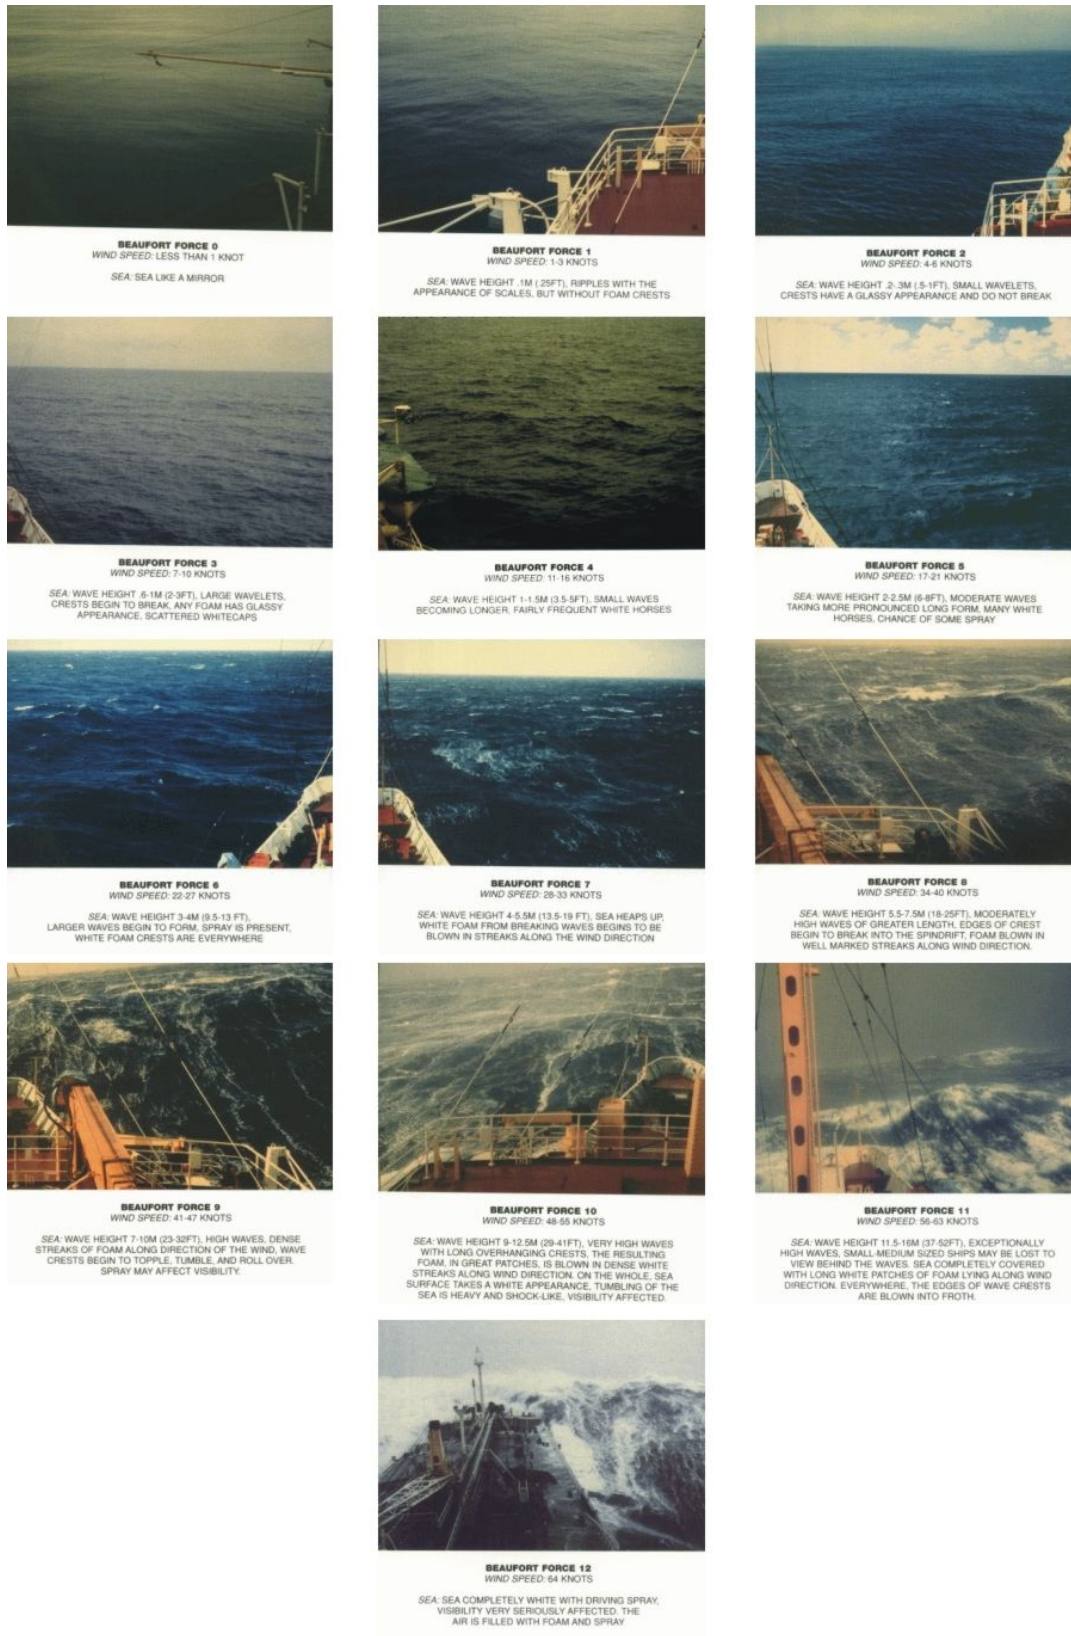 BEAUFORT FORCE 0
WIND SPEED: LESS THAN 1 KNOT
SEA: SEA LIKE A MIRROR
BEAUFORT FORCE 1
WIND SPEED: 1-3 KNOTS
SEA: WAVE HEIGHT .1M (.25FT), RIPPLES WITH THE
APPEARANCE OF SCALES, BUT WITHOUT FOAM CRESTS
BEAUFORT FORCE 2
WIND SPEED: 4-6 KNOTS
SEA: WAVE HEIGHT .2-.3M (.5-1FT), SMALL WAVELETS,
CRESTS HAVE A GLASSY APPEARANCE AND DO NOT BREAK
BEAUFORT FORCE 3
WIND SPEED: 7-10 KNOTS
SEA: WAVE HEIGHT .6-1M (2-3FT), LARGE WAVELETS,
CRESTS BEGIN TO BREAK, ANY FOAM HAS GLASSY
APPEARANCE, SCATTERED WHITECAPS
BEAUFORT FORCE 4
WIND SPEED: 11-16 KNOTS
SEA: WAVE HEIGHT 1-1.5M (3.5-5FT), SMALL WAVES
BECOMING LONGER, FAIRLY FREQUENT WHITE HORSES
BEAUFORT FORCE 5
WIND SPEED: 17-21 KNOTS
SEA: WAVE HEIGHT 2-2.5M (6-8FT), MODERATE WAVES
TAKING MORE PRONOUNCED LONG FORM, MANY WHITE
HORSES, CHANCE OF SOME SPRAY
BEAUFORT FORCE 6
WIND SPEED: 22-27 KNOTS
SEA: WAVE HEIGHT 3-4M (9.5-13 FT),
LARGER WAVES BEGIN TO FORM, SPRAY IS PRESENT,
WHITE FOAM CRESTS ARE EVERYWHERE
BEAUFORT FORCE 7
WIND SPEED: 28-33 KNOTS
SEA: WAVE HEIGHT 4-5.5M (13.5-19 FT), SEA HEAPS UP,
WHITE FOAM FROM BREAKING WAVES BEGINS TO BE
BLOWN IN STREAKS ALONG THE WIND DIRECTION
BEAUFORT FORCE 8
WIND SPEED: 34-40 KNOTS
SEA: WAVE HEIGHT 5.5-7.5M (18-25FT), MODERATELY
HIGH WAVES OF GREATER LENGTH, EDGES OF CREST
BEGIN TO BREAK INTO THE SPINDRIFT, FOAM BLOWN IN
WELL MARKED STREAKS ALONG WIND DIRECTION.
BEAUFORT FORCE 9
WIND SPEED: 41-47 KNOTS
SEA: WAVE HEIGHT 7-10M (23-32FT), HIGH WAVES, DENSE
STREAKS OF FOAM ALONG DIRECTION OF THE WIND, WAVE
CRESTS BEGIN TO TOPPLE, TUMBLE, AND ROLL OVER.
SPRAY MAY AFFECT VISIBILITY.
BEAUFORT FORCE 10
WIND SPEED: 48-55 KNOTS
SEA: WAVE HEIGHT 9-12.5M (29-41FT), VERY HIGH WAVES
WITH LONG OVERHANGING CRESTS, THE RESULTING
FOAM, IN GREAT PATCHES, IS BLOWN IN DENSE WHITE
STREAKS ALONG WIND DIRECTION. ON THE WHOLE, SEA
SURFACE TAKES A WHITE APPEARANCE, TUMBLING OF THE
SEA IS HEAVY AND SHOCK-LIKE, VISIBILITY AFFECTED.
BEAUFORT FORCE 11
WIND SPEED: 56-63 KNOTS
SEA: WAVE HEIGHT 11.5-16M (37-52FT), EXCEPTIONALLY
HIGH WAVES, SMALL-MEDIUM SIZED SHIPS MAY BE LOST TO
VIEW BEHIND THE WAVES. SEA COMPLETELY COVERED
WITH LONG WHITE PATCHES OF FOAM LYING ALONG WIND
DIRECTION. EVERYWHERE, THE EDGES OF WAVE CRESTS
ARE BLOWN INTO FROTH.
BEAUFORT FORCE 12
WIND SPEED: 64 KNOTS
SEA: SEA COMPLETELY WHITE WITH DRIVING SPRAY,
VISIBILITY VERY SERIOUSLY AFFECTED. THE
AIR IS FILLED WITH FOAM AND SPRAY